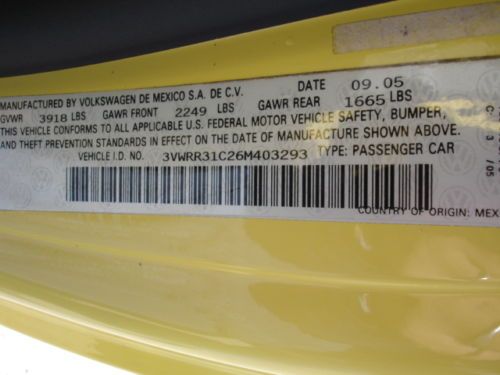 MANUFACTURED BY VOLKSWAGEN DE MEXICO S.A. DE C.V. DATE 09.05
GVWR 3918 LBS GAWR FRONT 2249 LBS GAWR REAR 1665 LBS
THIS VEHICLE CONFORMS TO ALL APPLICABLE U.S. FEDERAL MOTOR VEHICLE SAFETY, BUMPER,
THEFT PREVENTION STANDARDS IN EFFECT ON THE DATE OF MANUFACTURE SHOWN ABOVE.
VEHICLE I.D. NO. 3VWRR31C26M403293 TYPE: PASSENGER CAR
COUNTRY OF ORIGIN: MEX